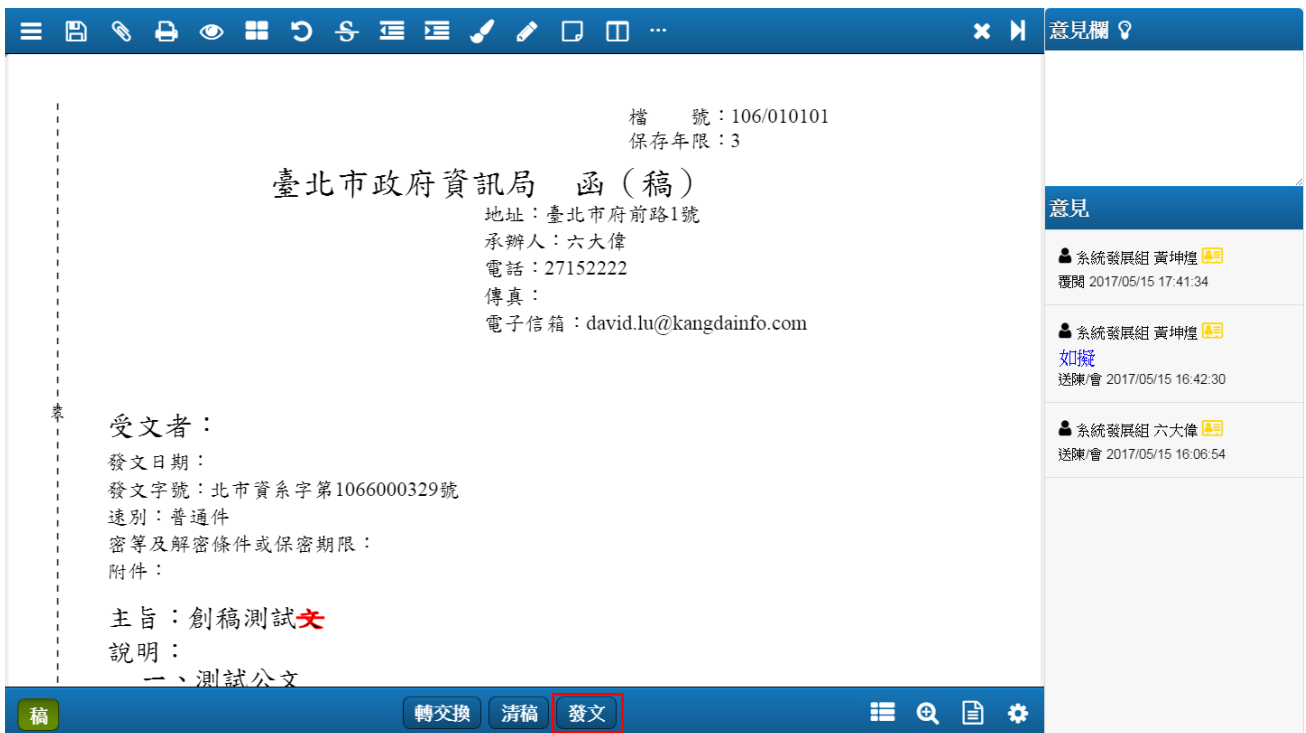 意見欄
檔　　號：106/010101
保存年限：3
臺北市政府資訊局　函（稿）
地址：臺北市府前路1號
承辦人：六大偉
電話：27152222
傳真：
電子信箱：david.lu@kangdainfo.com
受文者：
發文日期：
發文字號：北市資系字第1066000329號
速別：普通件
密等及解密條件或保密期限：
附件：
主旨：創稿測試文
說明：
一、測試公文
稿
轉交換
清稿
發文
意見
系統發展組 黃坤煌
覆閱 2017/05/15 17:41:34
系統發展組 黃坤煌
如擬
送陳/會 2017/05/15 16:42:30
系統發展組 六大偉
送陳/會 2017/05/15 16:06:54